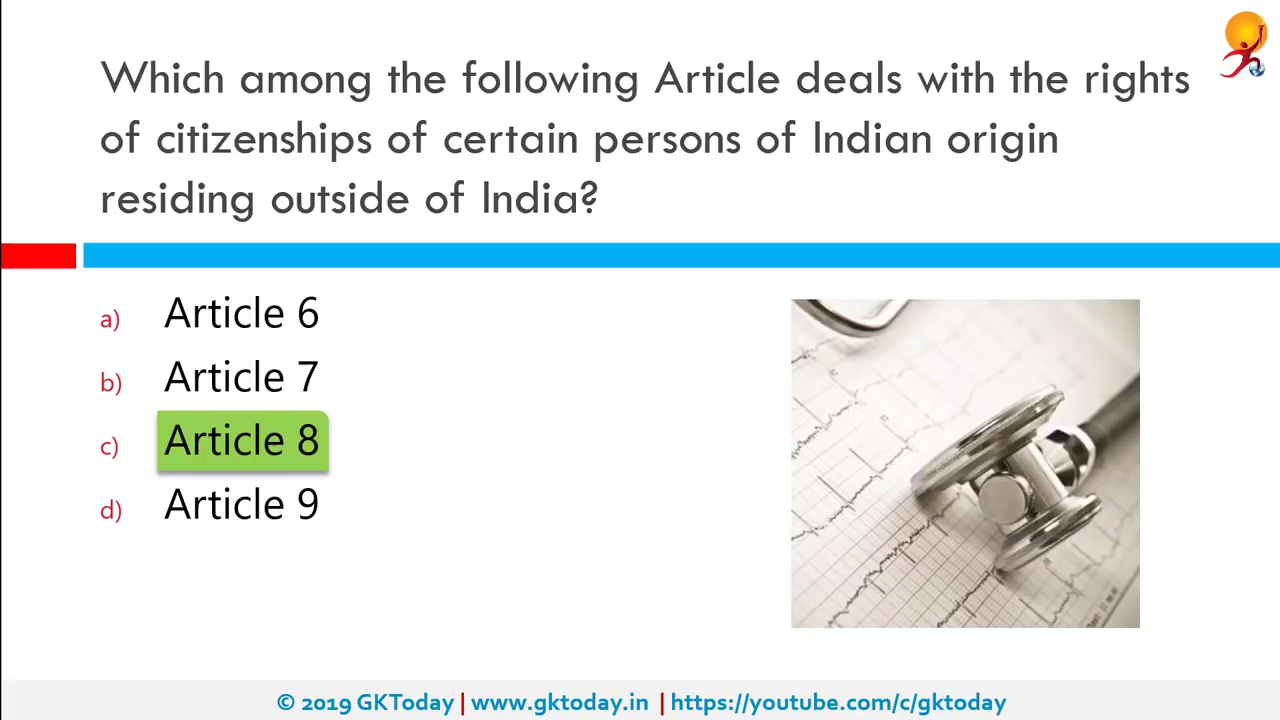 Which among the following Article deals with the rights
of citizenships of certain persons of Indian origin
residing outside of India?
a) Article 6
b) Article 7
c) Article 8
d) Article 9
© 2019 GKToday | www.gktoday.in | https://youtube.com/c/gktoday